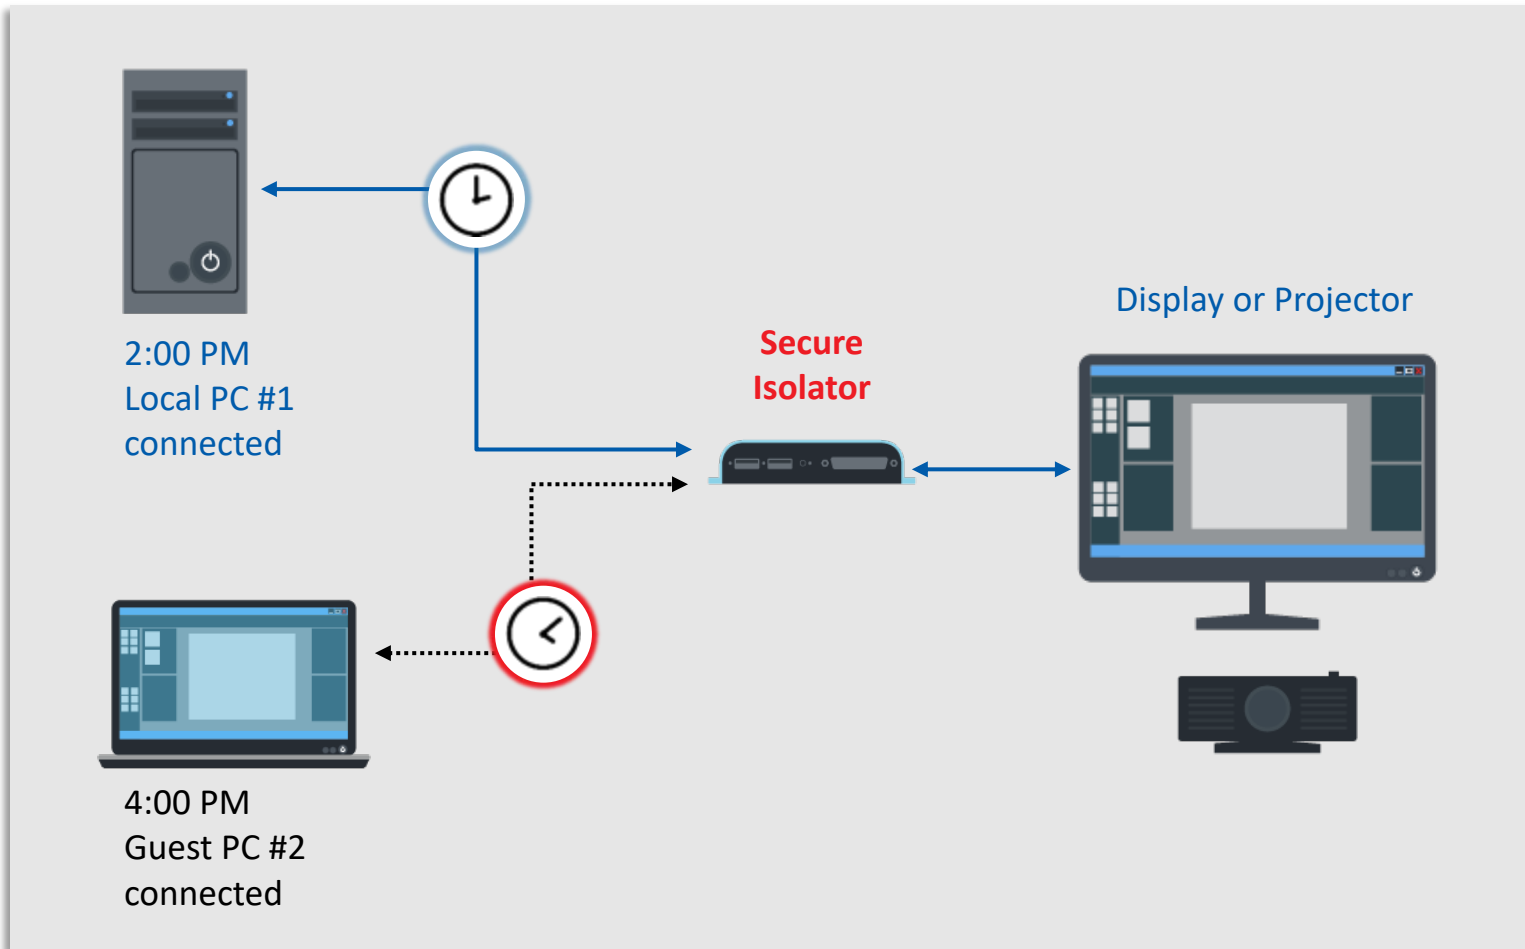 2:00 PM
Local PC #1
connected
Secure
Isolator
Display or Projector
4:00 PM
Guest PC #2
connected